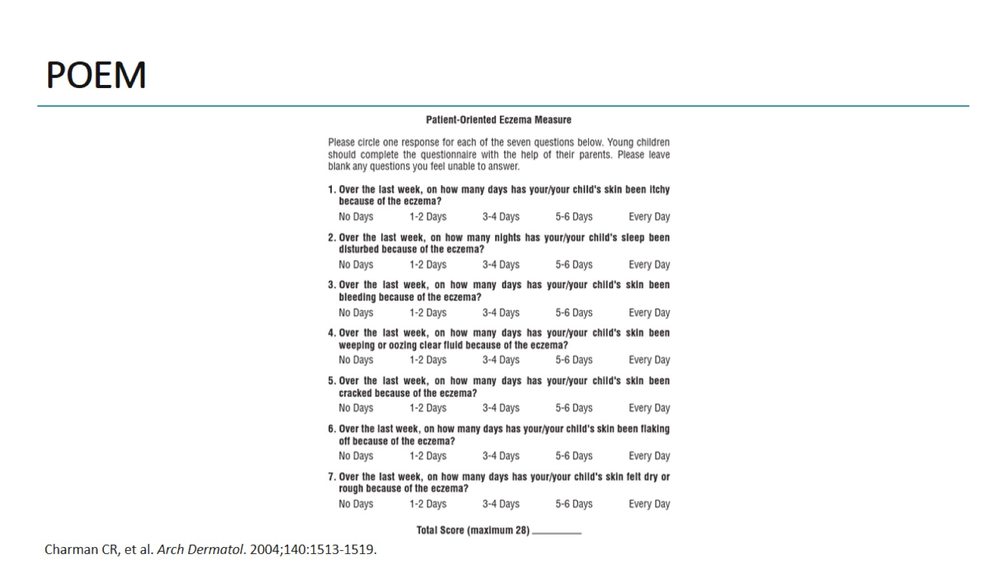 POEM
Patient-Oriented Eczema Measure
Please circle one response for each of the seven questions below. Young children
should complete the questionnaire with the help of their parents. Please leave
blank any questions you feel unable to answer.
1. Over the last week, on how many days has your/your child's skin been itchy
because of the eczema?
No Days 1-2 Days 3-4 Days 5-6 Days Every Day
2. Over the last week, on how many nights has your/your child's sleep been
disturbed because of the eczema?
No Days 1-2 Days 3-4 Days 5-6 Days Every Day
3. Over the last week, on how many days has your/your child's skin been
bleeding because of the eczema?
No Days 1-2 Days 3-4 Days 5-6 Days Every Day
4. Over the last week, on how many days has your/your child's skin been
weeping or oozing clear fluid because of the eczema?
No Days 1-2 Days 3-4 Days 5-6 Days Every Day
5. Over the last week, on how many days has your/your child's skin been
cracked because of the eczema?
No Days 1-2 Days 3-4 Days 5-6 Days Every Day
6. Over the last week, on how many days has your/your child's skin been flaking
off because of the eczema?
No Days 1-2 Days 3-4 Days 5-6 Days Every Day
7. Over the last week, on how many days has your/your child's skin felt dry or
rough because of the eczema?
No Days 1-2 Days 3-4 Days 5-6 Days Every Day
Total Score (maximum 28) ________
Charman CR, et al. Arch Dermatol. 2004;140:1513-1519.